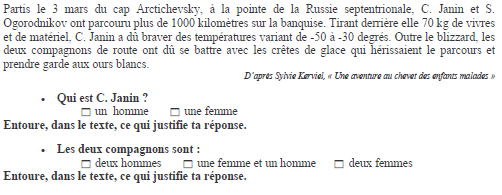 Partis le 3 mars du cap Arctichevsky, à la pointe de la Russie septentrionale, C. Janin et S.
Ogorodnikov ont parcouru plus de 1000 kilomètres sur la banquise. Tirant derrière elle 70 kg de vivres
et de matériel, C. Janin a dû braver des températures variant de -50 à -30 degrés. Outre le blizzard, les
deux compagnons de route ont dû se battre avec les crêtes de glace qui hérissaient le parcours et
prendre garde aux ours blancs.
D'après Sylvie Kerviel, « Une aventure au chevet des enfants malades »
• Qui est C. Janin ?
□ un homme □ une femme
Entoure, dans le texte, ce qui justifie ta réponse.
• Les deux compagnons sont :
□ deux hommes □ une femme et un homme □ deux femmes
Entoure, dans le texte, ce qui justifie ta réponse.